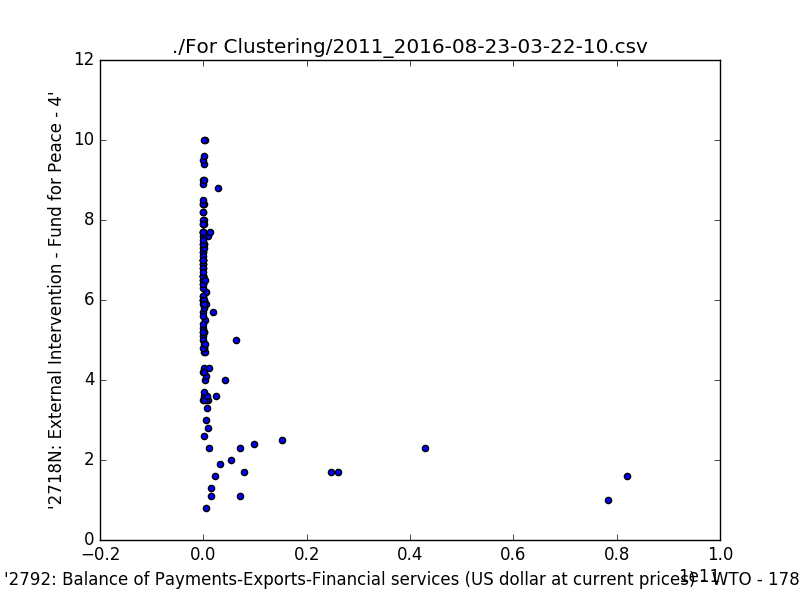 ./For Clustering/2011_2016-08-23-03-22-10.csv
'2718N: External Intervention - Fund for Peace - 4'
12
10
8
6
4
2
0
−0.2 0.0 0.2 0.4 0.6 0.8 1.0
1e11
'2792: Balance of Payments-Exports-Financial services (US dollar at current prices) - WTO - 178